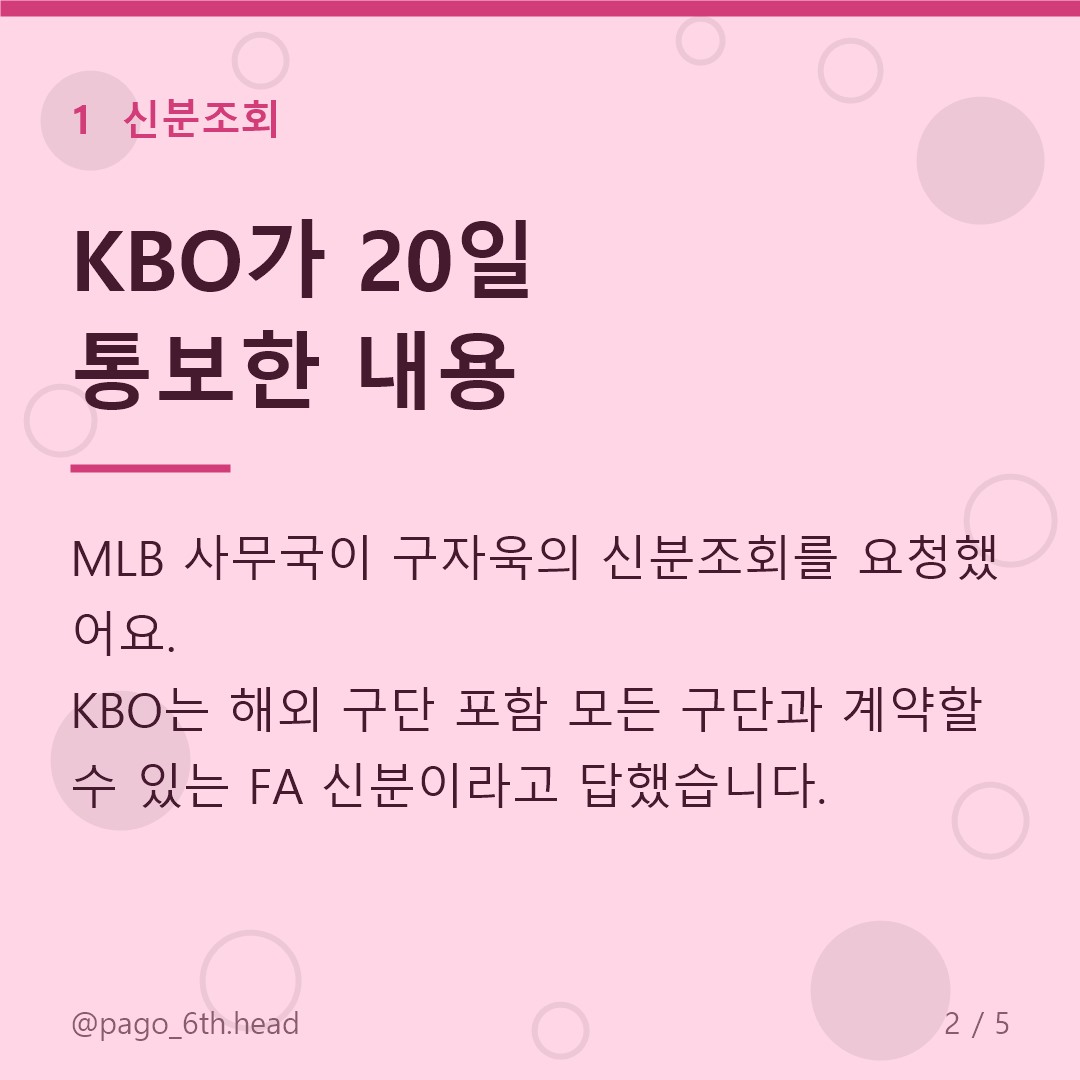 1 신분조회
KBO가 20일
통보한 내용
MLB 사무국이 구자욱의 신분조회를 요청했
어요.
KBO는 해외 구단 포함 모든 구단과 계약할
수 있는 FA 신분이라고 답했습니다.
@pago_6th.head
2 / 5